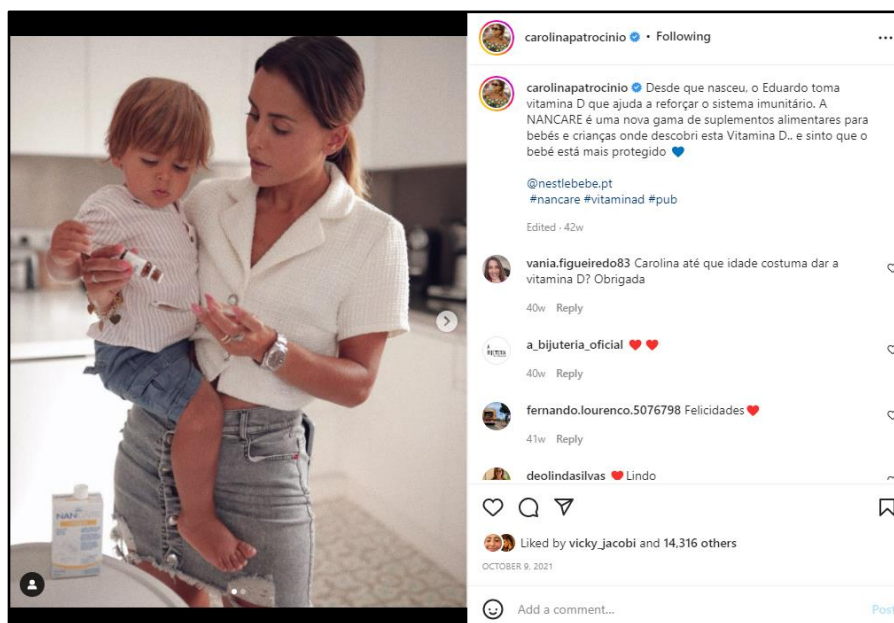 carolinapatrocinio • Following
carolinapatrocinio Desde que nasceu, o Eduardo toma
vitamina D que ajuda a reforçar o sistema imunitário. A
NANCARE é uma nova gama de suplementos alimentares para
bebés e crianças onde descobri esta Vitamina D.. e sinto que o
bebé está mais protegido 💙
@nestlebebe.pt
#nancare #vitaminad #pub
Edited · 42w
vania.figueiredo83 Carolina até que idade costuma dar a
vitamina D? Obrigada
40w Reply
a_bijuteria_oficial ❤️ ❤️
40w Reply
fernando.lourenco.5076798 Felicidades❤️
41w Reply
deolindasilvas ❤️ Lindo
Liked by vicky_jacobi and 14,316 others
OCTOBER 9, 2021
Add a comment...
Post
NAN